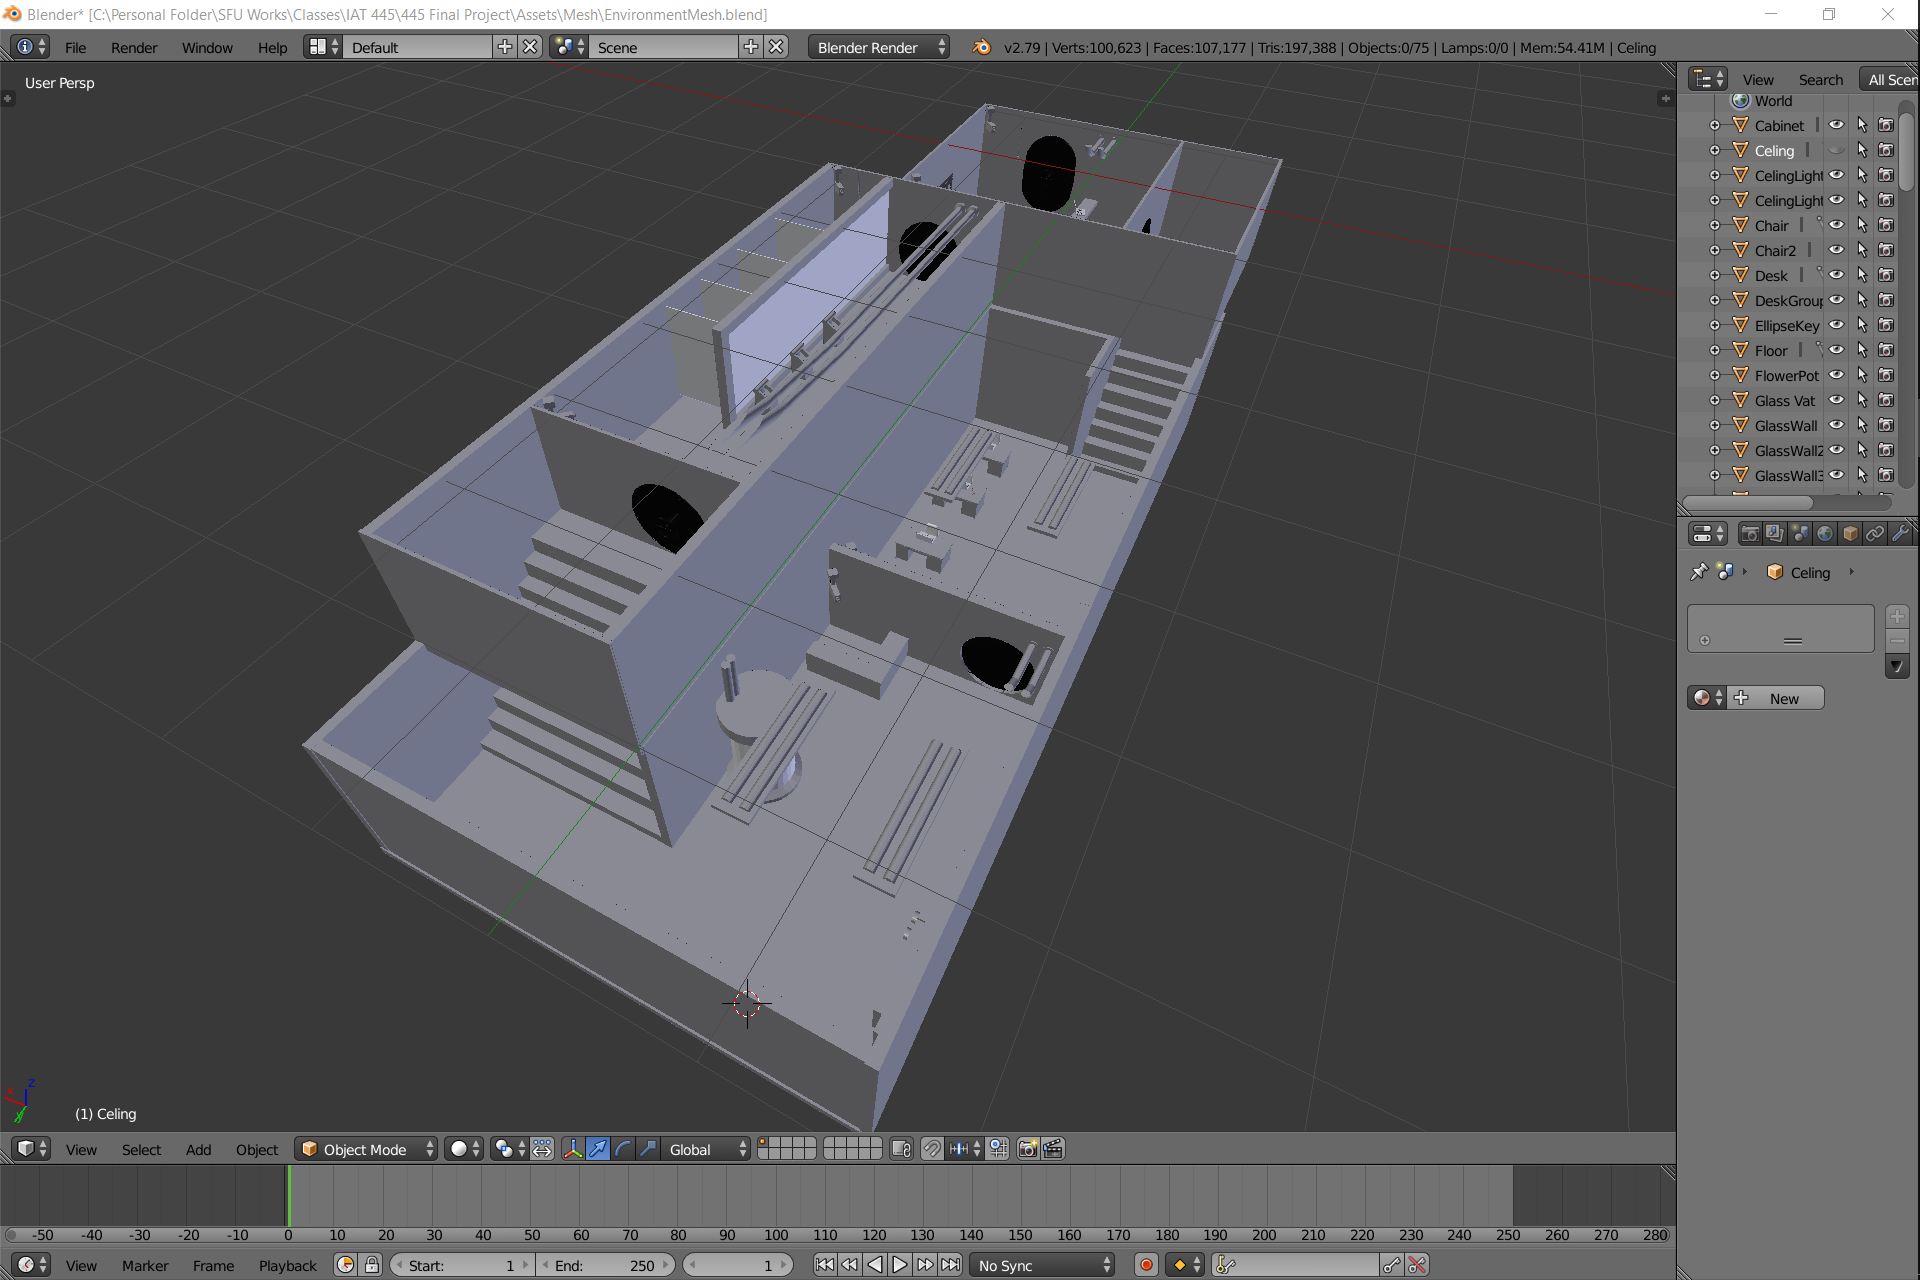 Blender* [C:\Personal Folder\SFU Works\Classes\IAT 445\445 Final Project\Assets\Mesh\EnvironmentMesh.blend]
File Render Window Help Default Scene Blender Render v2.79 | Verts:100,623 | Faces:107,177 | Tris:197,388 | Objects:0/75 | Lamps:0/0 | Mem:54.41M | Celing
User Persp
View Search All Scen
World
Cabinet
Celing
CelingLight
CelingLight
Chair
Chair2
Desk
DeskGroup
EllipseKey
Floor
FlowerPot
Glass Vat
GlassWall
GlassWall2
GlassWall3
Celing
New
x z y
(1) Celing
View Select Add Object Object Mode Global
-50 -40 -30 -20 -10 0 10 20 30 40 50 60 70 80 90 100 110 120 130 140 150 160 170 180 190 200 210 220 230 240 250 260 270 280
View Marker Frame Playback Start: 1 End: 250 1 No Sync